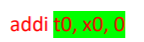 addi t0, x0, 0